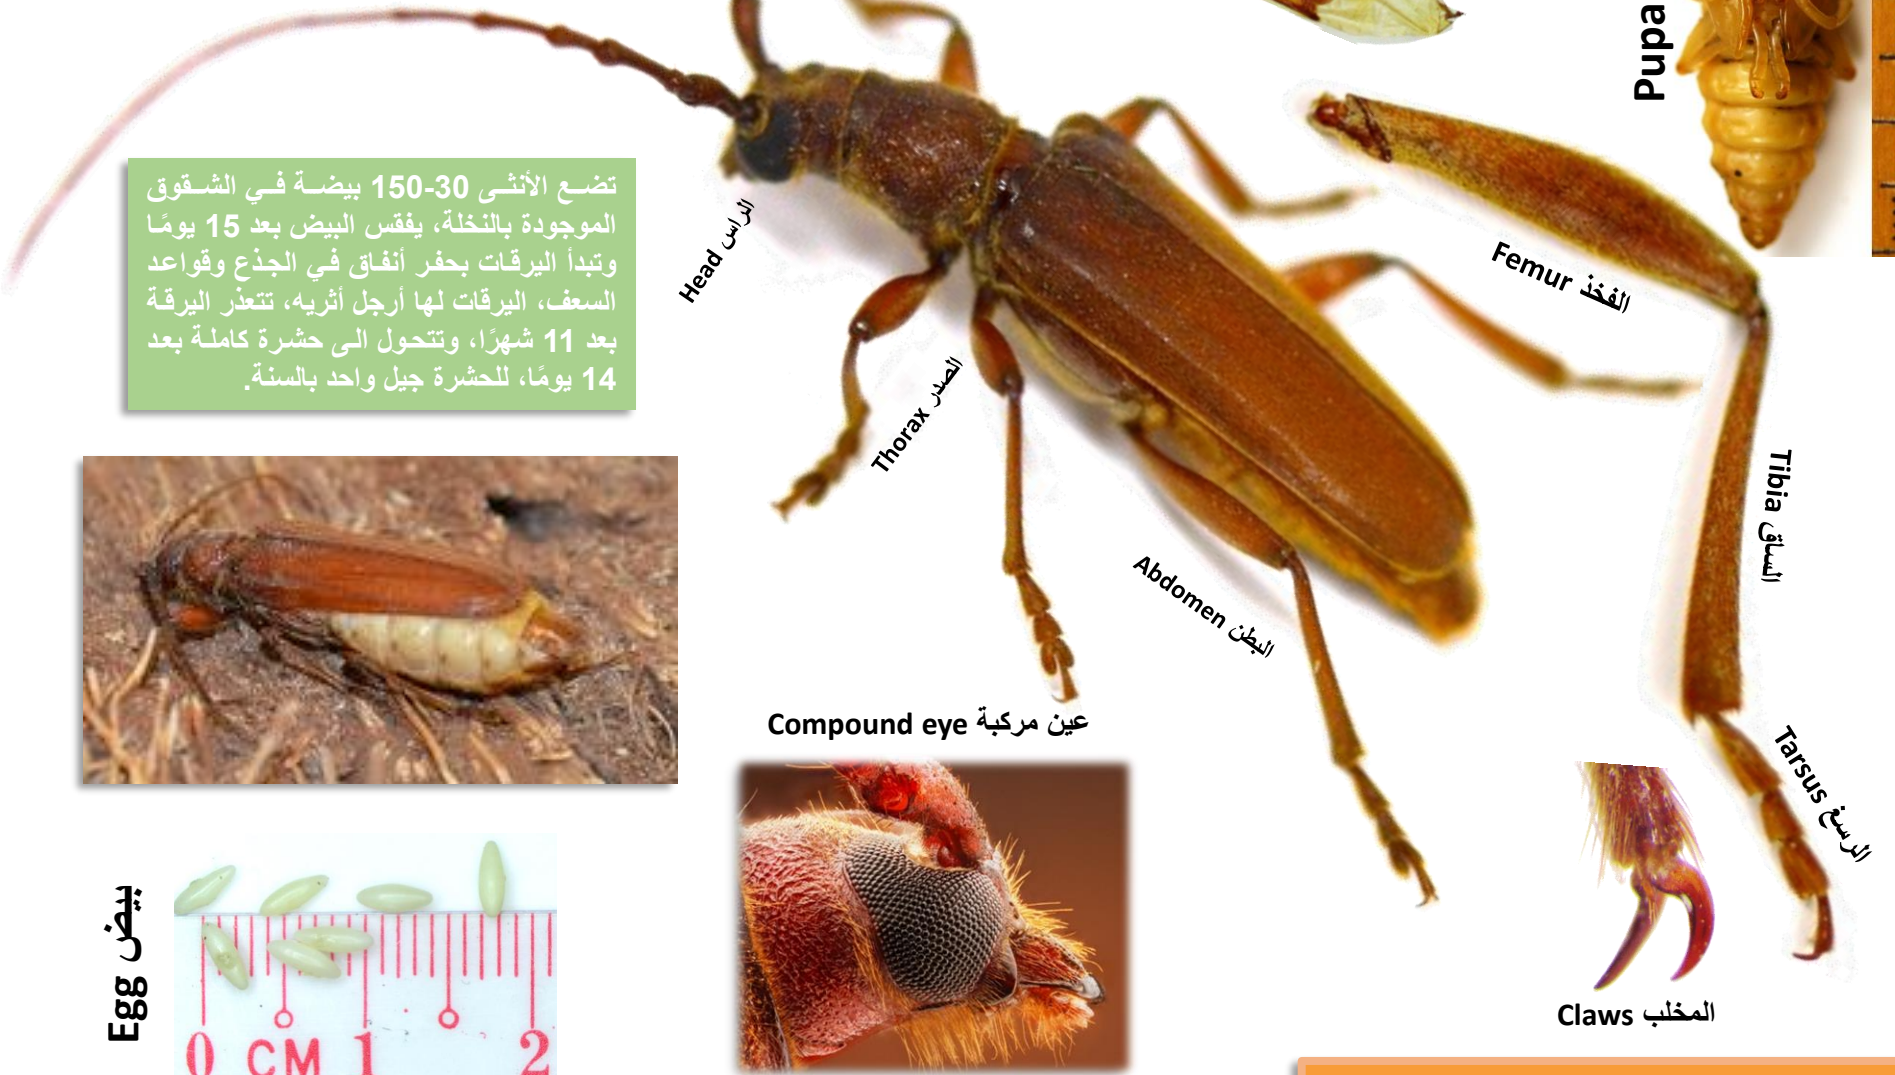 Pupa
تضع الأنثى 30-150 بيضة في الشقوق
الموجودة بالنخلة، يفقس البيض بعد 15 يومًا
وتبدأ اليرقات بحفر أنفاق في الجذع وقواعد
السعف، اليرقات لها أرجل أثريه، تتعذر اليرقة
بعد 11 شهرًا، وتتحول الى حشرة كاملة بعد
14 يومًا، للحشرة جيل واحد بالسنة.
Head الراس
Femur الفخذ
Thorax الصدر
Tibia الساق
Abdomen البطن
Compound eye عين مركبة
Tarsus الرسغ
Egg بيض
Claws المخلب
0 CM 1 2